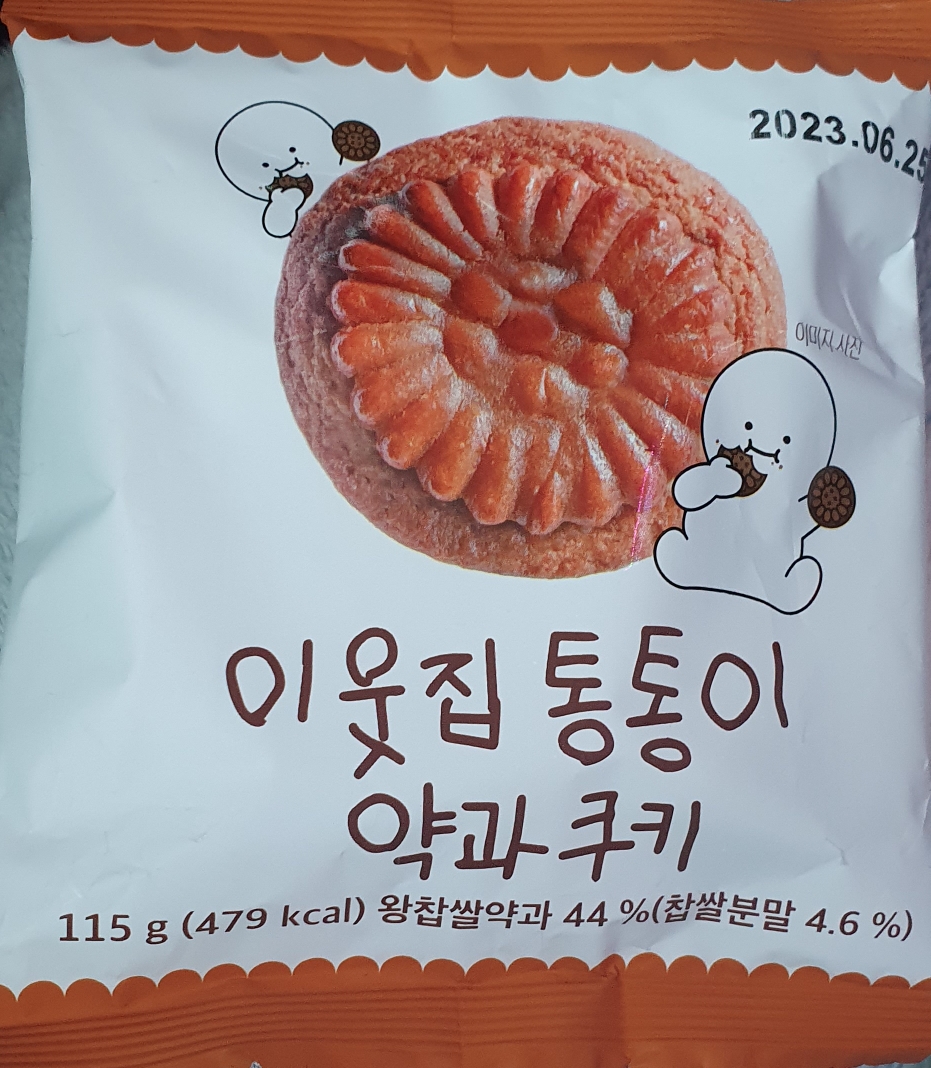 2023.06.25
이미지 사진
이웃집 통통이
약과 쿠키
115 g (479 kcal) 왕찹쌀약과 44 %(찹쌀분말 4.6 %)